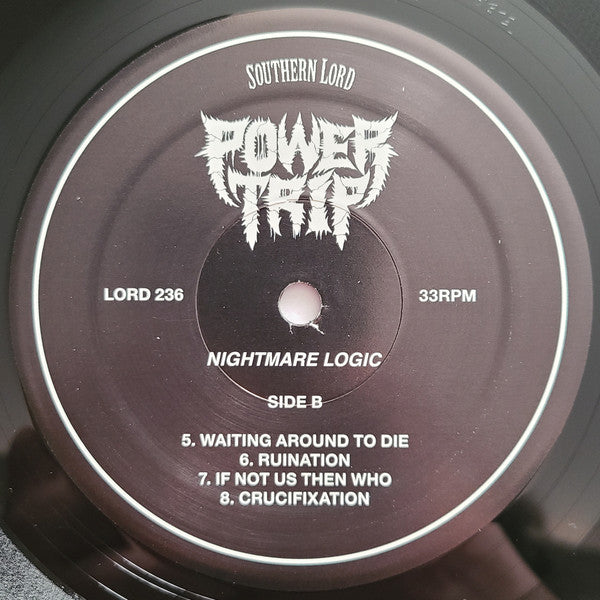 SOUTHERN LORD
POWER
TRIP
LORD 236
33RPM
NIGHTMARE LOGIC
SIDE B
5. WAITING AROUND TO DIE
6. RUINATION
7. IF NOT US THEN WHO
8. CRUCIFIXATION